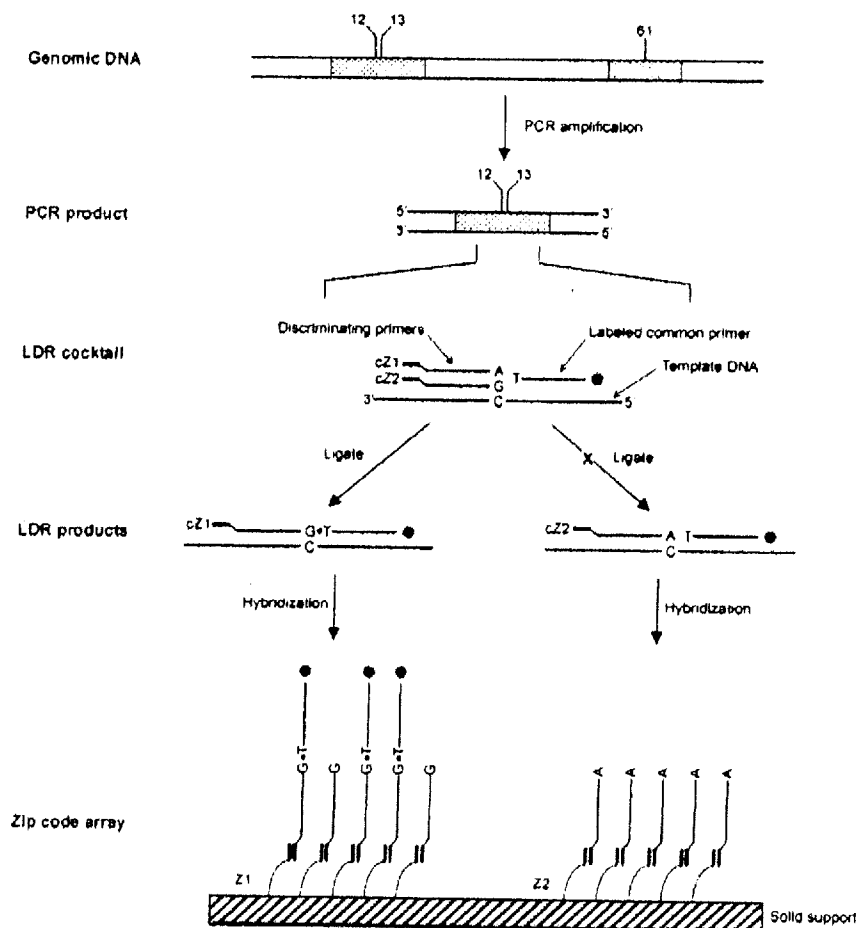 12 13
61
Genomic DNA
PCR amplification
12 13
PCR product
5' 3'
3' 5'
Discriminating primers
Labeled common primer
LDR cocktail
cZ1 A
T
Template DNA
cZ2 G
3' C 5'
Ligate
X Ligate
LDR products
cZ1 G•T
C
cZ2 A T
C
Hybridization
Hybridization
G•T G G•T G•T G
A A A A A
Zip code array
Z1
Z2
Solid support